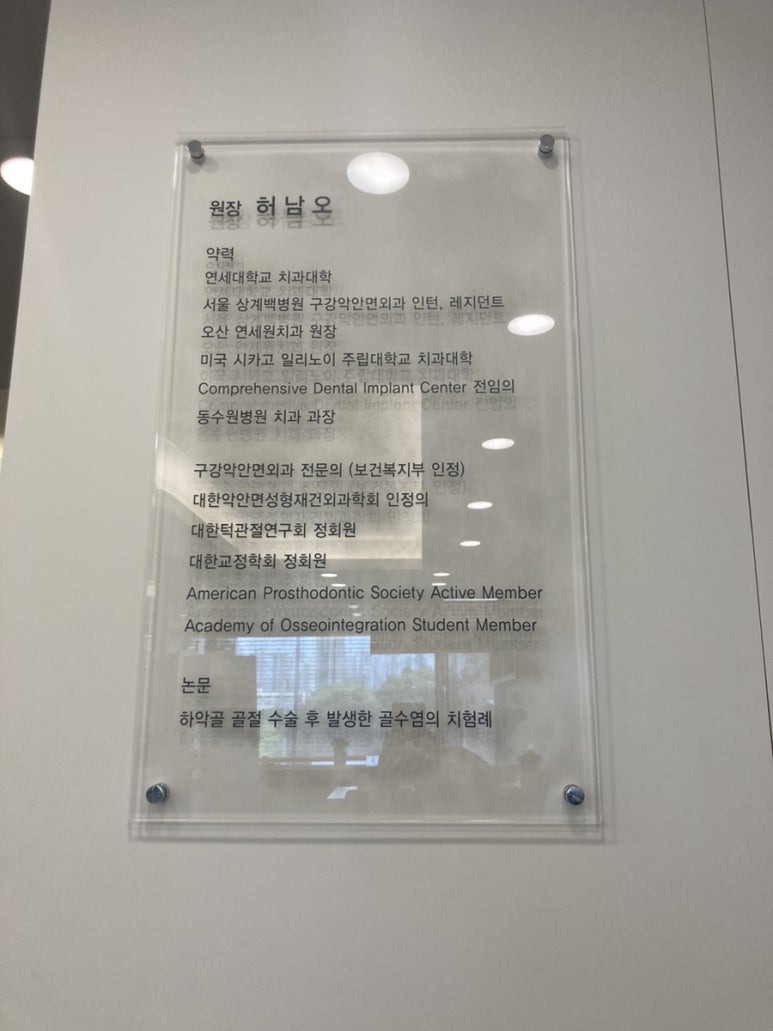 원장 허남오
약력
연세대학교 치과대학
서울 상계백병원 구강악안면외과 인턴, 레지던트
오산 연세원치과 원장
미국 시카고 일리노이 주립대학교 치과대학
Comprehensive Dental Implant Center 전임의
동수원병원 치과 과장
구강악안면외과 전문의 (보건복지부 인정)
대한악안면성형재건외과학회 인정의
대한턱관절연구회 정회원
대한교정학회 정회원
American Prosthodontic Society Active Member
Academy of Osseointegration Student Member
논문
하악골 골절 수술 후 발생한 골수염의 치험례